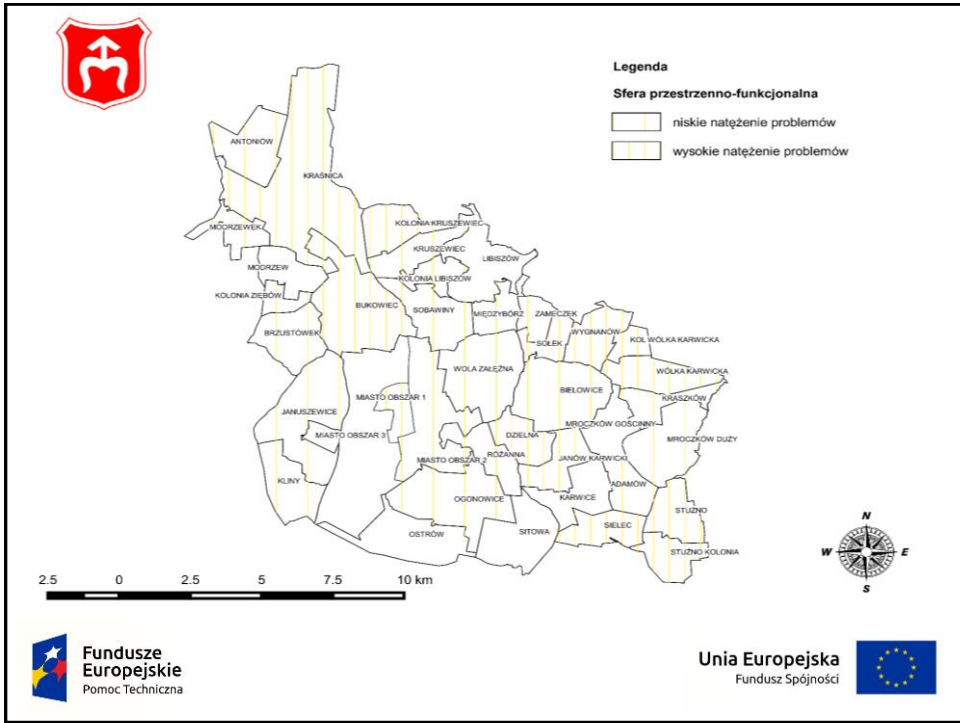 Legenda
Sfera przestrzenno-funkcjonalna
niskie natężenie problemów
wysokie natężenie problemów
ANTONIÓW
KRAŚNICA
MODRZEWEK
KOLONIA KRUSZEWIEC
KRUSZEWIEC
LIBISZÓW
MODRZEW
KOLONIA LIBISZÓW
KOLONIA ZIĘBÓW
BUKOWIEC
SOBAWINY
MIĘDZYBÓRZ
ZAMECZEK
BRZUSTÓWEK
WYGNANÓW
SOŁEK
KOL WÓLKA KARWICKA
WOLA ZAŁĘŻNA
WÓLKA KARWICKA
BIELOWICE
MIASTO OBSZAR 1
KRASZKÓW
JANUSZEWICE
MROCZKÓW GOŚCINNY
MIASTO OBSZAR 3
DZIELNA
MROCZKÓW DUŻY
RÓŻANNA
MIASTO OBSZAR 2
JANÓW KARWICKI
KLINY
ADAMÓW
OGONOWICE
KARWICE
STUŻNO
OSTRÓW
SITOWA
SIELEC
STUŻNO KOLONIA
N
W E
S
2.5 0 2.5 5 7.5 10 km
Fundusze
Europejskie
Pomoc Techniczna
Unia Europejska
Fundusz Spójności